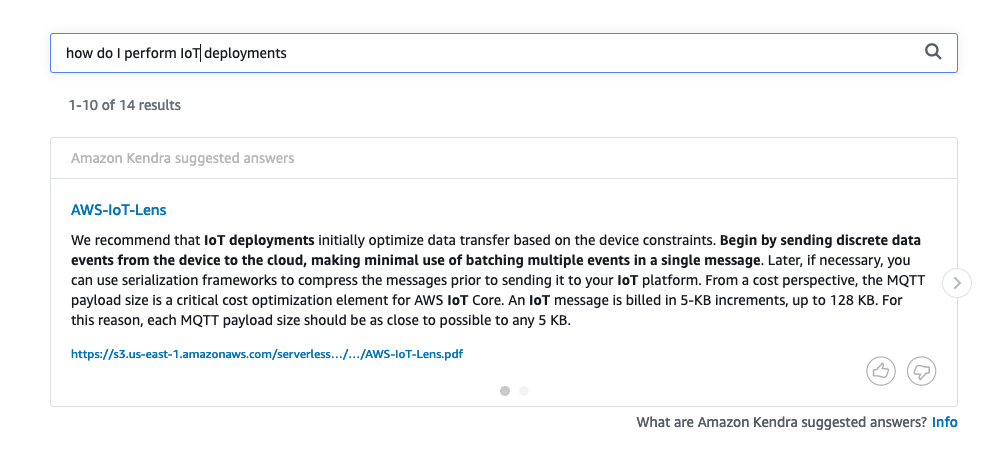 how do I perform IoT deployments
1-10 of 14 results
Amazon Kendra suggested answers
AWS-IoT-Lens
We recommend that IoT deployments initially optimize data transfer based on the device constraints. Begin by sending discrete data
events from the device to the cloud, making minimal use of batching multiple events in a single message. Later, if necessary, you
can use serialization frameworks to compress the messages prior to sending it to your IoT platform. From a cost perspective, the MQTT
payload size is a critical cost optimization element for AWS IoT Core. An IoT message is billed in 5-KB increments, up to 128 KB. For
this reason, each MQTT payload size should be as close to possible to any 5 KB.
https://s3.us-east-1.amazonaws.com/serverless.../.../AWS-IoT-Lens.pdf
What are Amazon Kendra suggested answers? Info